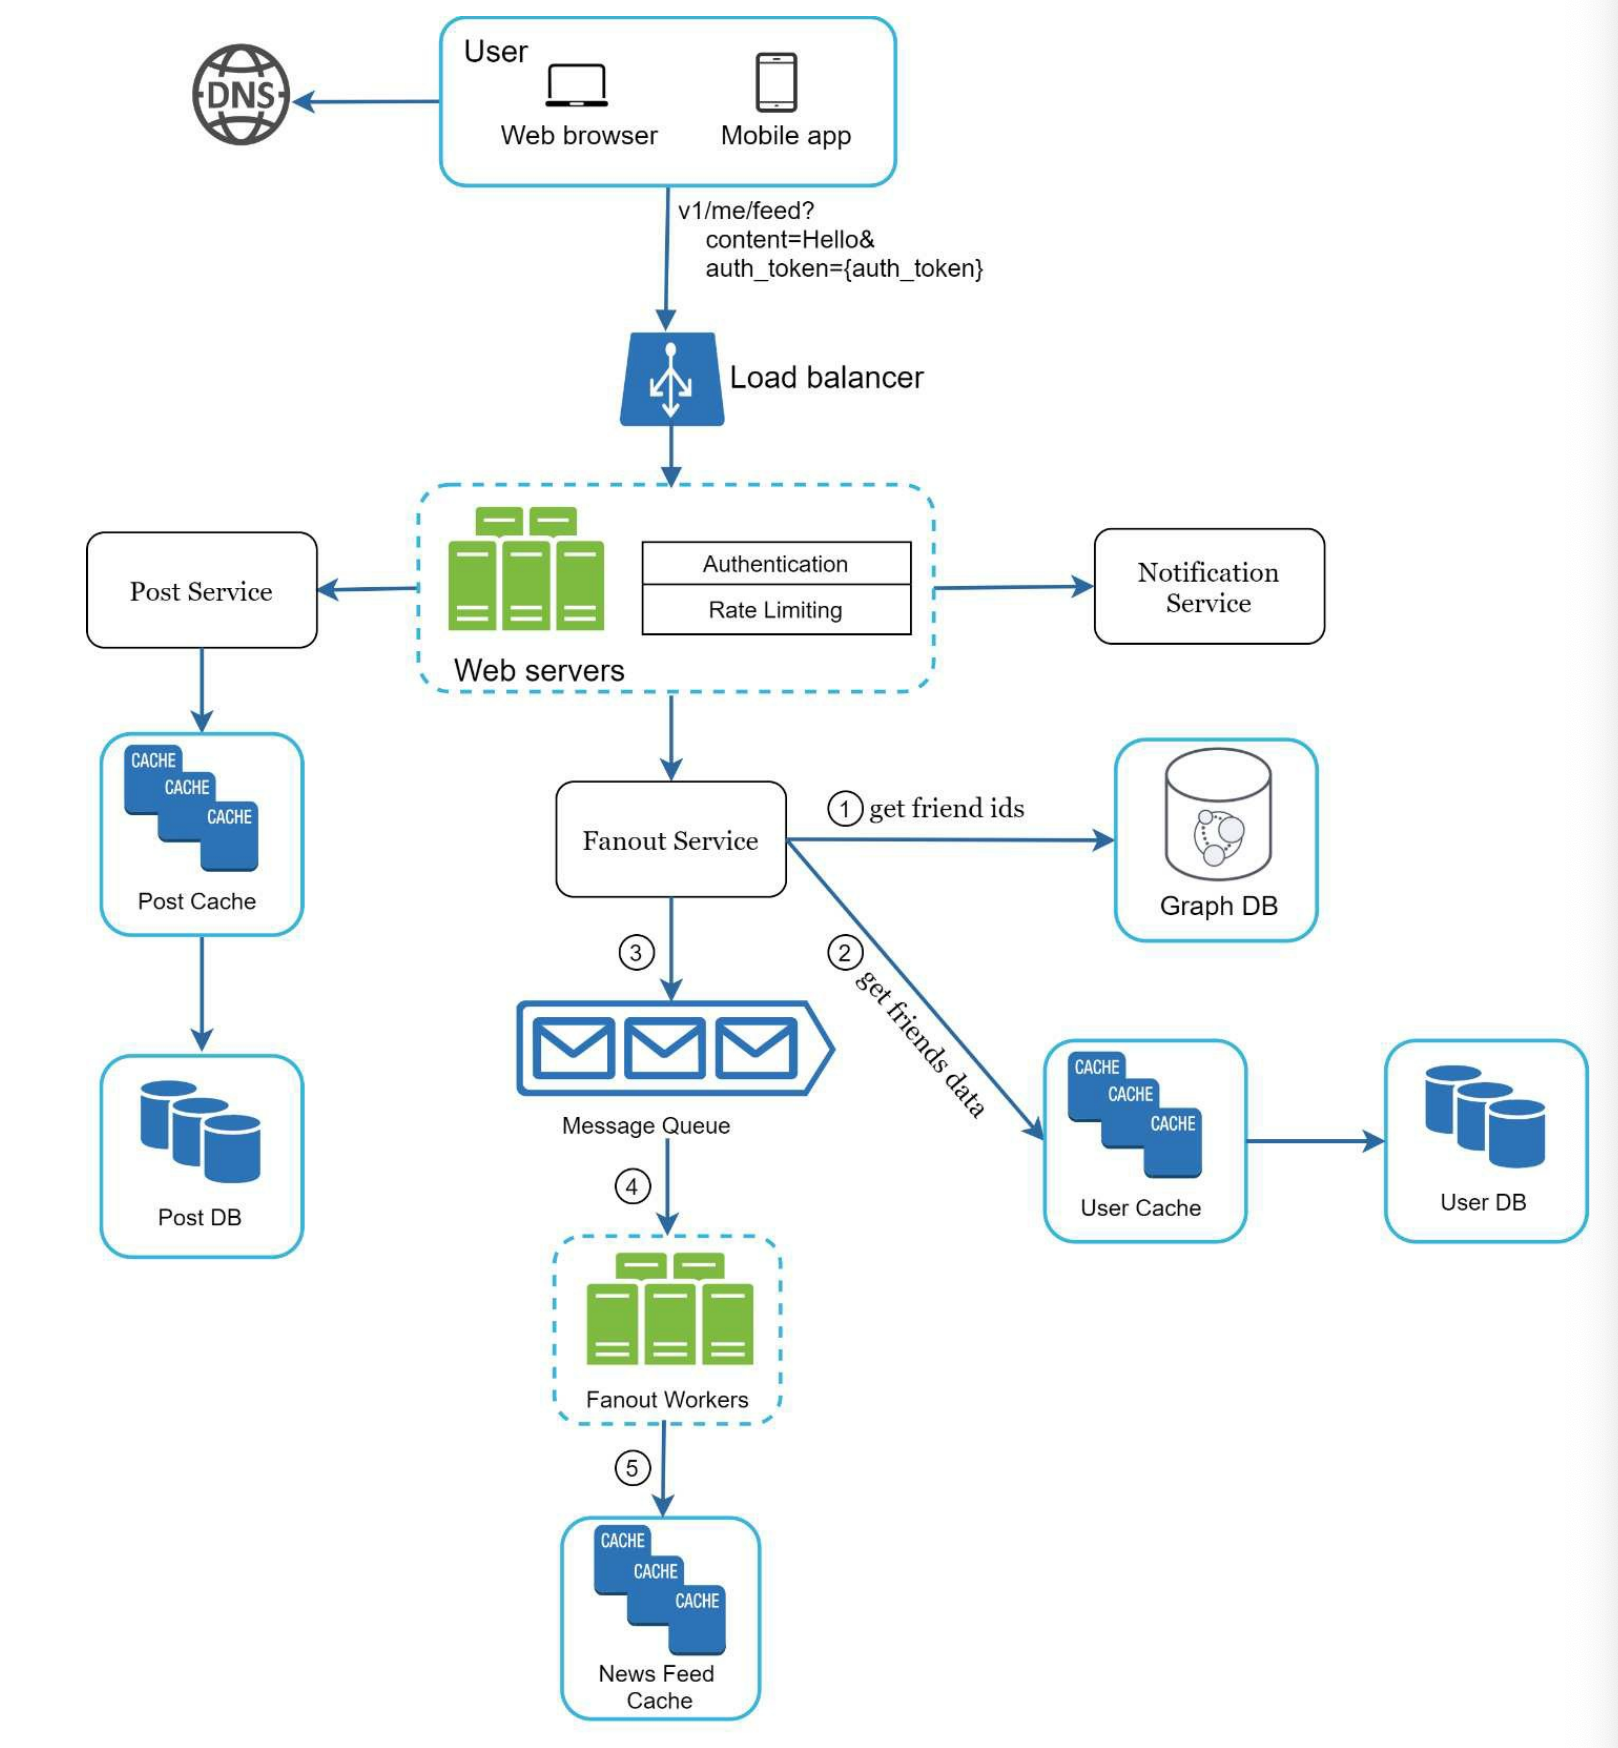 User
DNS
Web browser
Mobile app
v1/me/feed?
content=Hello&
auth_token={auth_token}
Load balancer
Post Service
Authentication
Rate Limiting
Web servers
Notification
Service
CACHE
CACHE
CACHE
Post Cache
Fanout Service
1 get friend ids
Graph DB
3
2 get friends data
Message Queue
CACHE
CACHE
CACHE
User Cache
User DB
Post DB
4
Fanout Workers
5
CACHE
CACHE
CACHE
News Feed
Cache